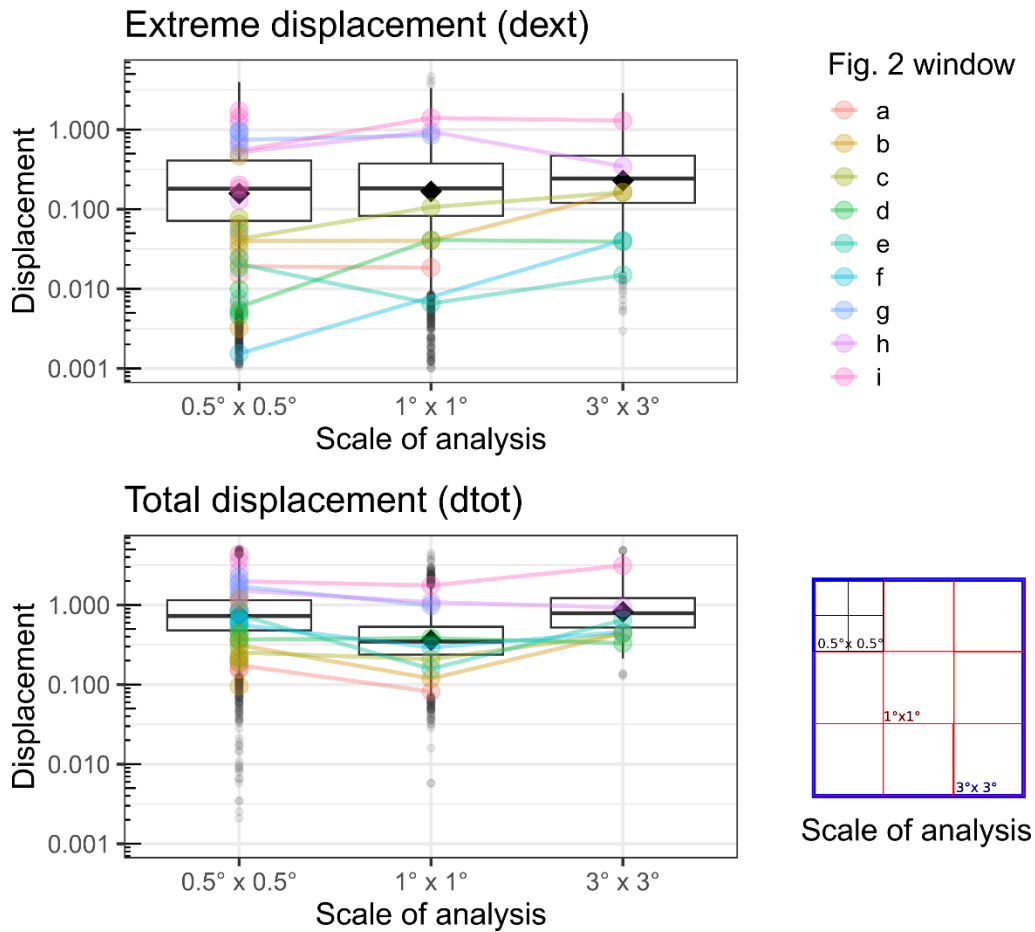 Extreme displacement (dext)
Displacement
1.000
0.100
0.010
0.001
0.5° x 0.5°
1° x 1°
3° x 3°
Scale of analysis
Fig. 2 window
a
b
c
d
e
f
g
h
i
Total displacement (dtot)
Displacement
1.000
0.100
0.010
0.001
0.5° x 0.5°
1° x 1°
3° x 3°
Scale of analysis
0.5°x 0.5°
1°x1°
3°x 3°
Scale of analysis